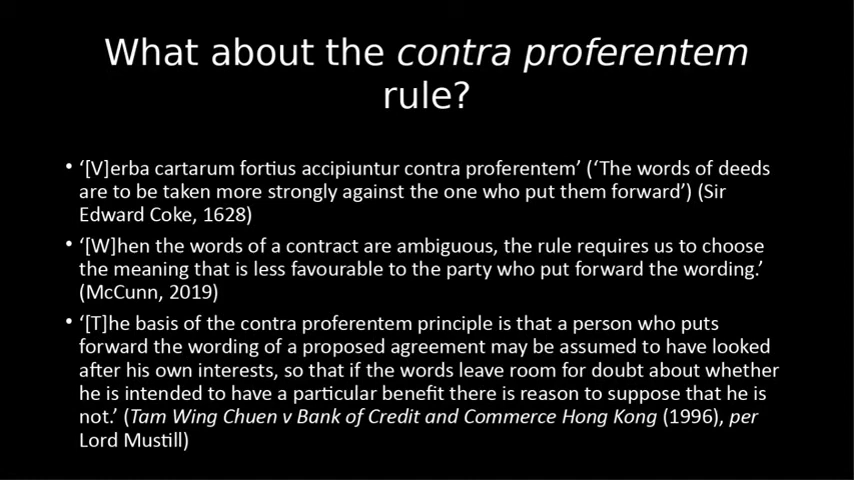 What about the contra proferentem
rule?
• ‘[V]erba cartarum fortius accipiuntur contra proferentem’ (‘The words of deeds
are to be taken more strongly against the one who put them forward’) (Sir
Edward Coke, 1628)
• ‘[W]hen the words of a contract are ambiguous, the rule requires us to choose
the meaning that is less favourable to the party who put forward the wording.’
(McCunn, 2019)
• ‘[T]he basis of the contra proferentem principle is that a person who puts
forward the wording of a proposed agreement may be assumed to have looked
after his own interests, so that if the words leave room for doubt about whether
he is intended to have a particular benefit there is reason to suppose that he is
not.’ (Tam Wing Chuen v Bank of Credit and Commerce Hong Kong (1996), per
Lord Mustill)